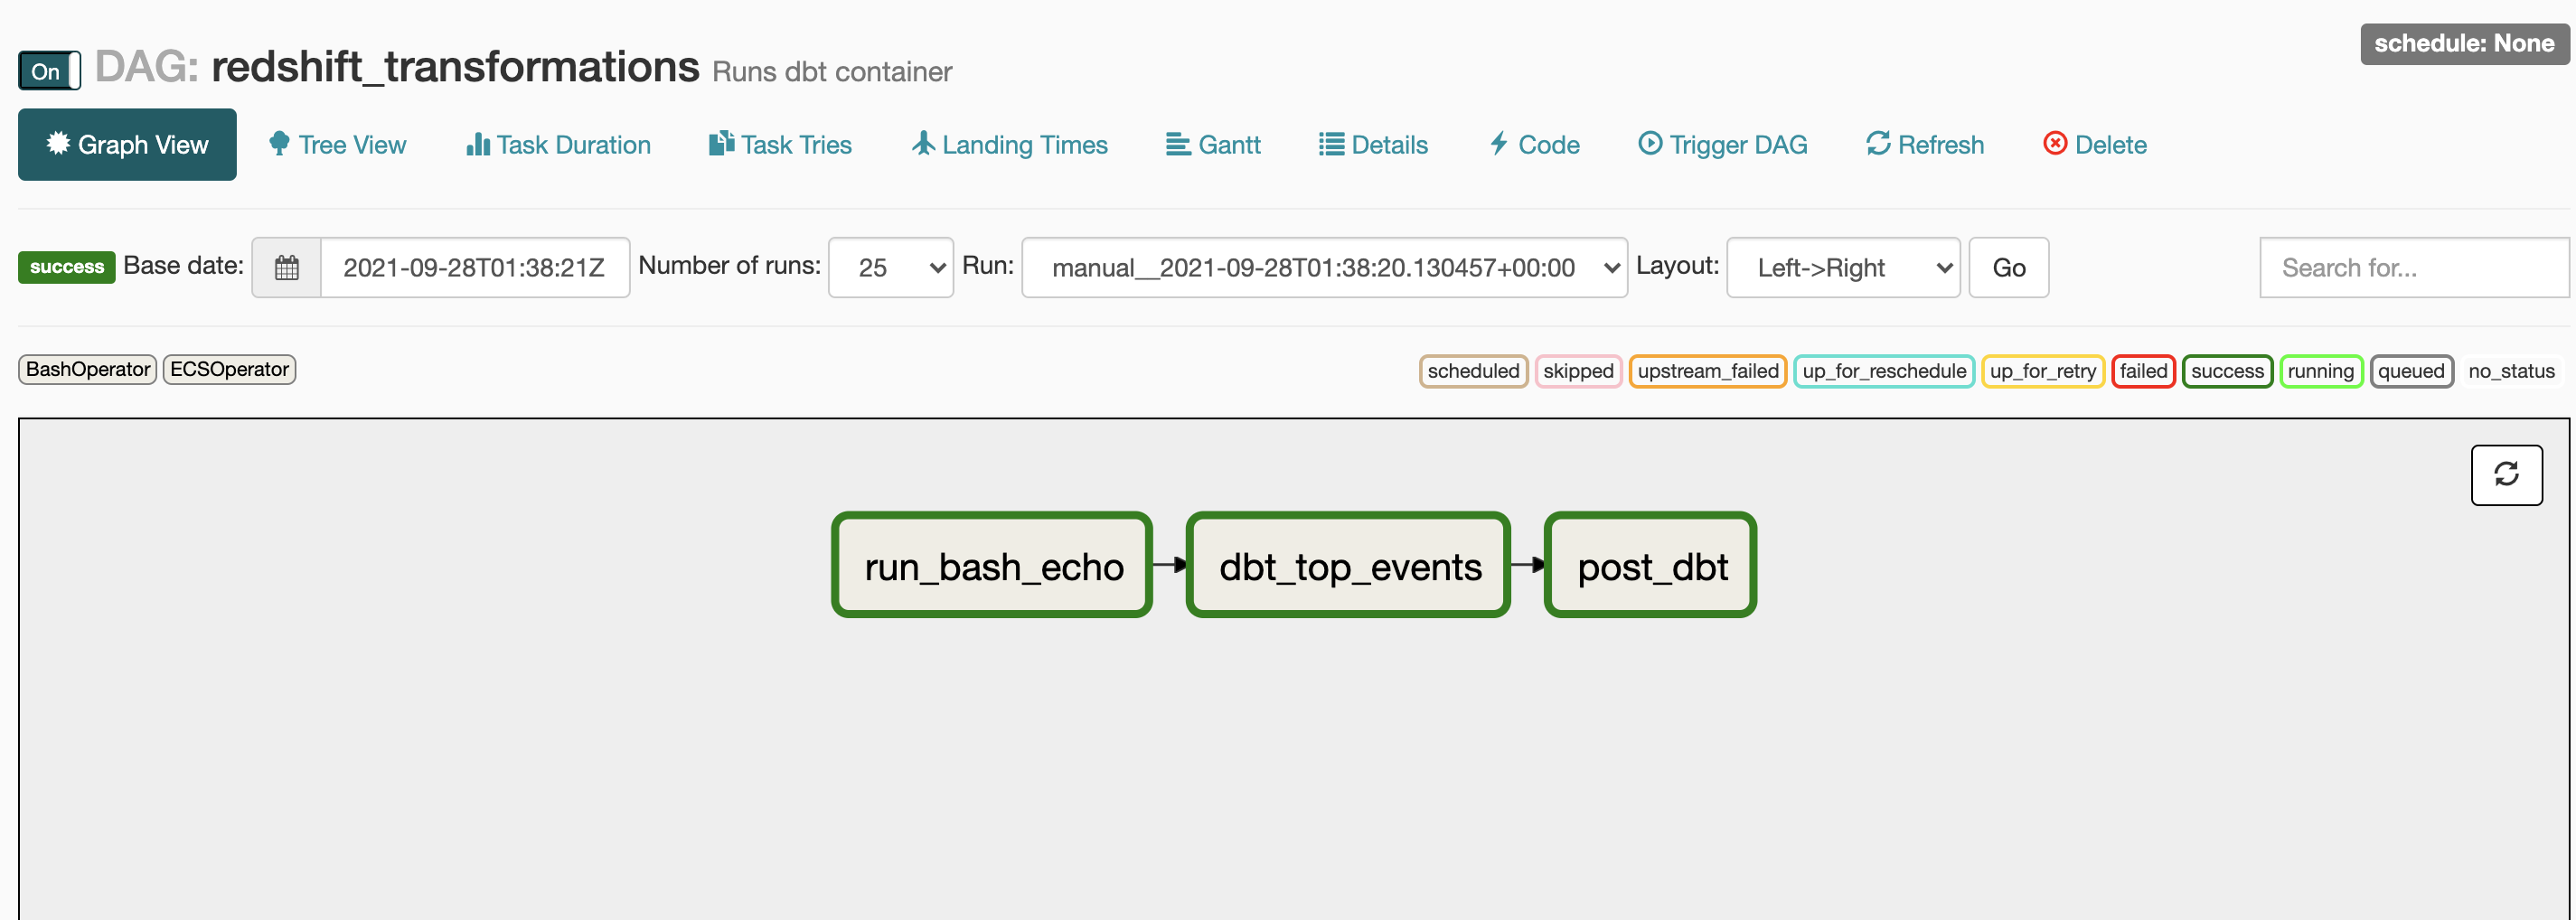 schedule: None
On DAG: redshift_transformations Runs dbt container
Graph View Tree View Task Duration Task Tries Landing Times Gantt Details Code Trigger DAG Refresh Delete
success Base date: 2021-09-28T01:38:21Z Number of runs: 25 Run: manual__2021-09-28T01:38:20.130457+00:00 Layout: Left->Right Go Search for...
BashOperator ECSOperator scheduled skipped upstream_failed up_for_reschedule up_for_retry failed success running queued no_status
run_bash_echo dbt_top_events post_dbt